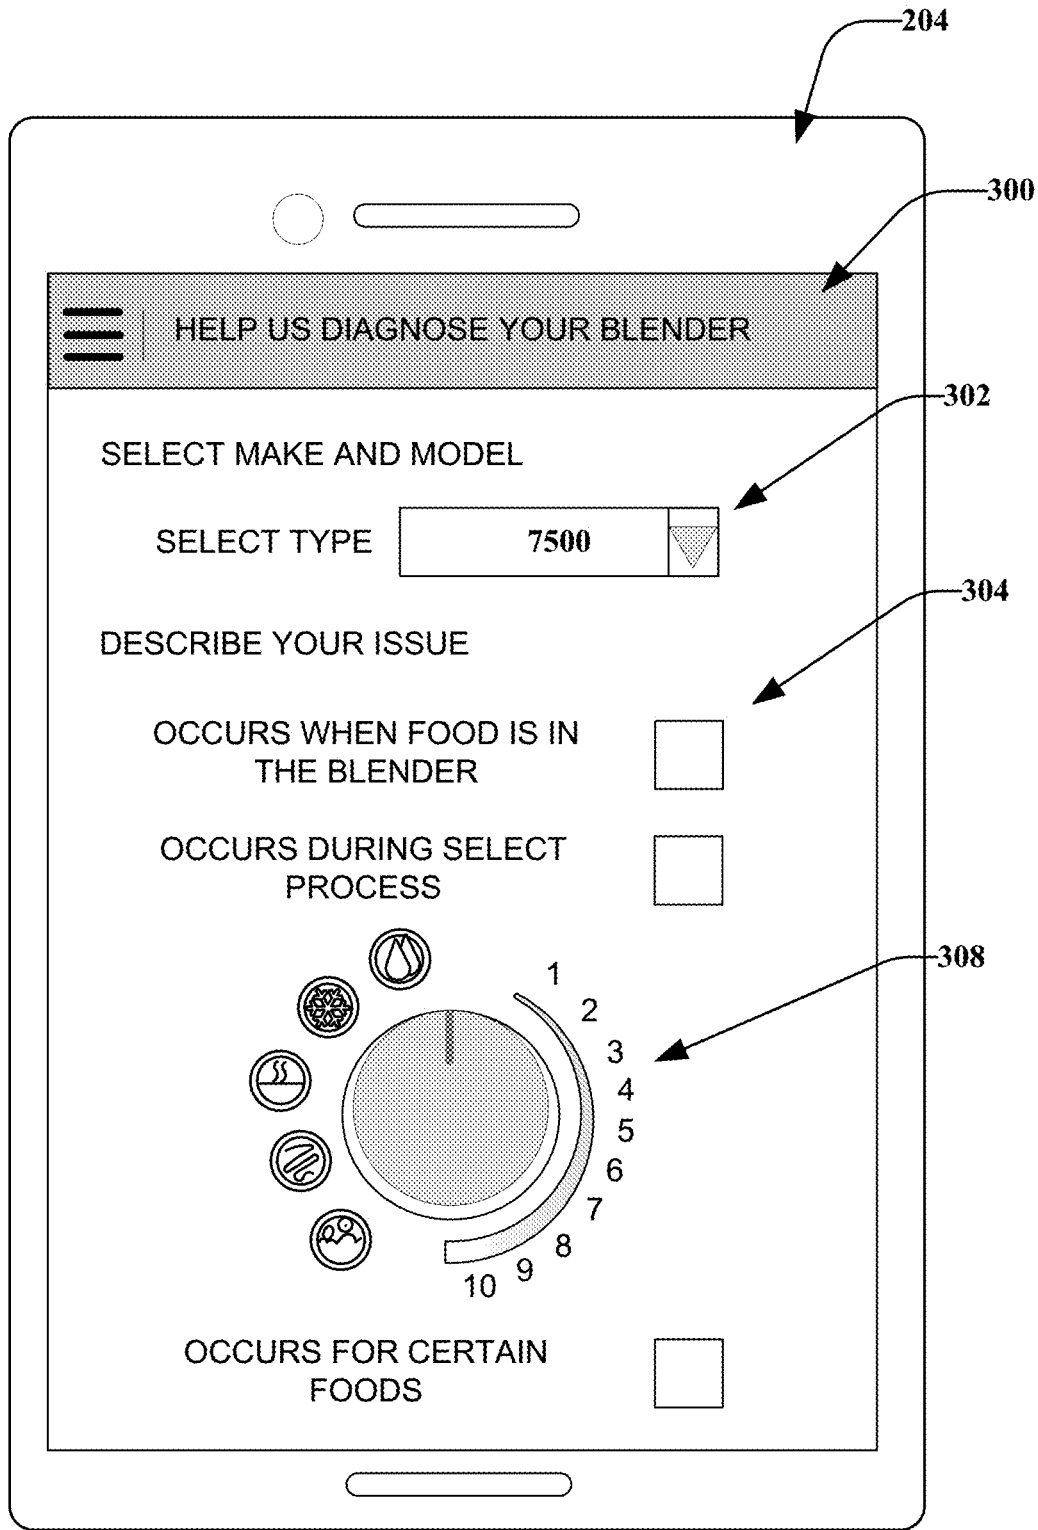 204
300
HELP US DIAGNOSE YOUR BLENDER
302
SELECT MAKE AND MODEL
SELECT TYPE 7500
304
DESCRIBE YOUR ISSUE
OCCURS WHEN FOOD IS IN
THE BLENDER
OCCURS DURING SELECT
PROCESS
308
1
2
3
4
5
6
7
8
9
10
OCCURS FOR CERTAIN
FOODS